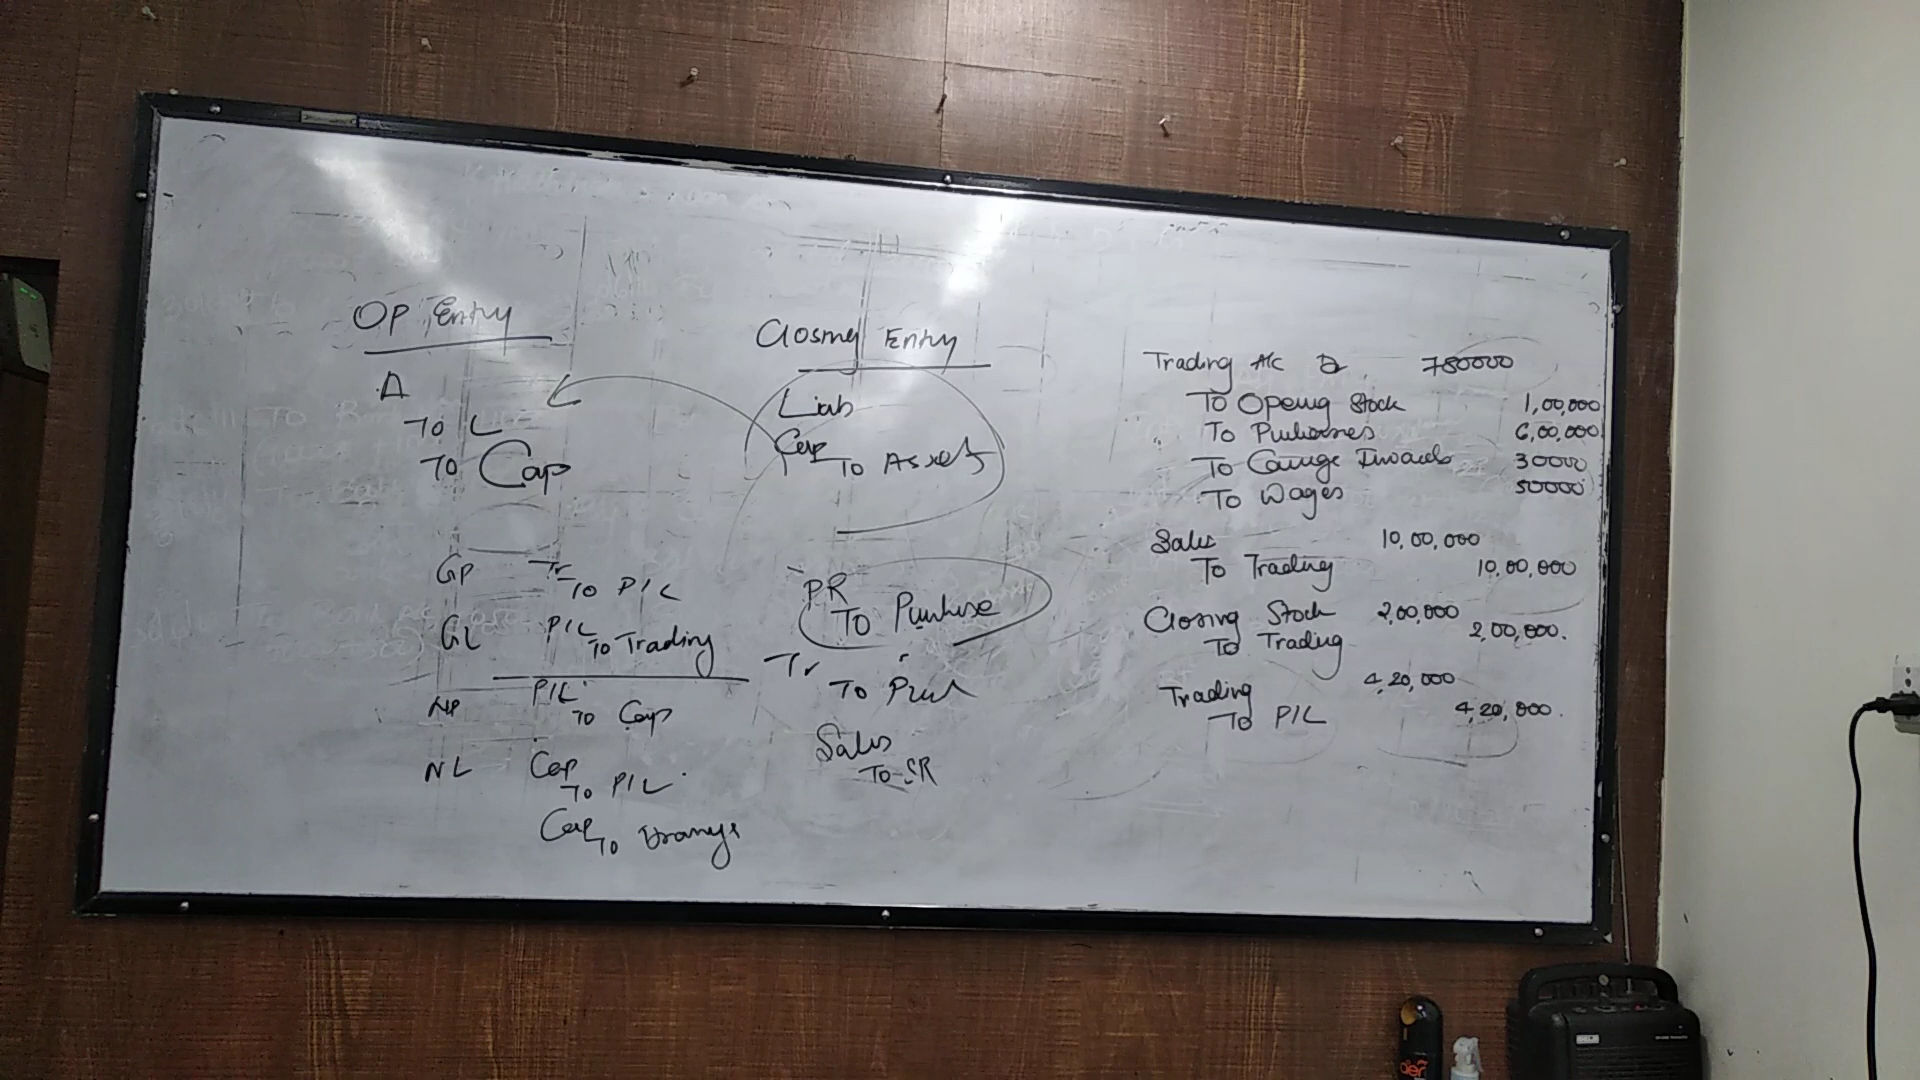 OP Entry
A
To L
To Cap
GP Tr
To P/L
GL P/L
To Trading
NP P/L
To Cap
NL Cap
To P/L
Cap
To
Closing Entry
Liab
Cap
To Assets
PR
To Purchase
Tr
To Pur
Sales
To SR
Trading A/C Dr 780000
To Opening Stock 1,00,000
To Purchases 6,00,000
To Carriage Inwards 30000
To Wages 50000
Sales 10,00,000
To Trading 10,00,000
Closing Stock 2,00,000
To Trading 2,00,000.
Trading 4,20,000
To P/L 4,20,000.